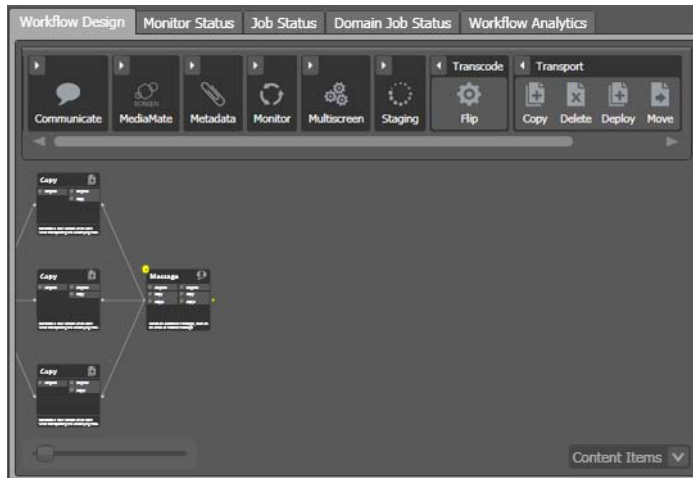 Workflow Design Monitor Status Job Status Domain Job Status Workflow Analytics
Transcode Transport
SCREEN
Communicate MediaMate Metadata Monitor Multiscreen Staging Flip Copy Delete Deploy Move
Copy
Copy
Message
Copy
Content Items